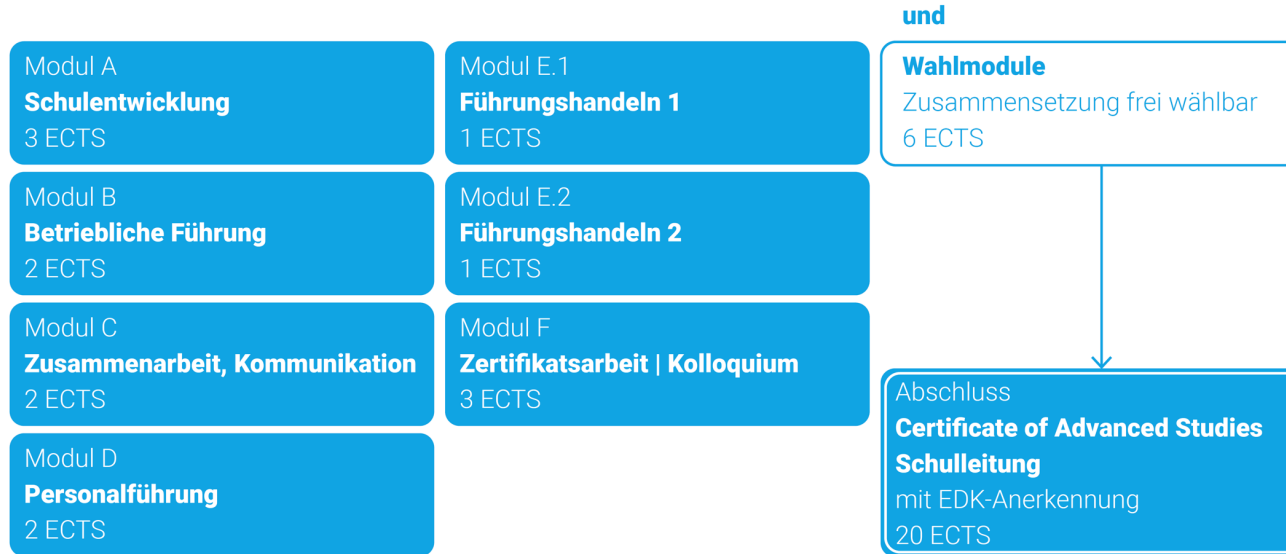 Modul A
Schulentwicklung
3 ECTS
Modul B
Betriebliche Führung
2 ECTS
Modul C
Zusammenarbeit, Kommunikation
2 ECTS
Modul D
Personalführung
2 ECTS
Modul E.1
Führungshandeln 1
1 ECTS
Modul E.2
Führungshandeln 2
1 ECTS
Modul F
Zertifikatsarbeit | Kolloquium
3 ECTS
und
Wahlmodule
Zusammensetzung frei wählbar
6 ECTS
Abschluss
Certificate of Advanced Studies
Schulleitung
mit EDK-Anerkennung
20 ECTS